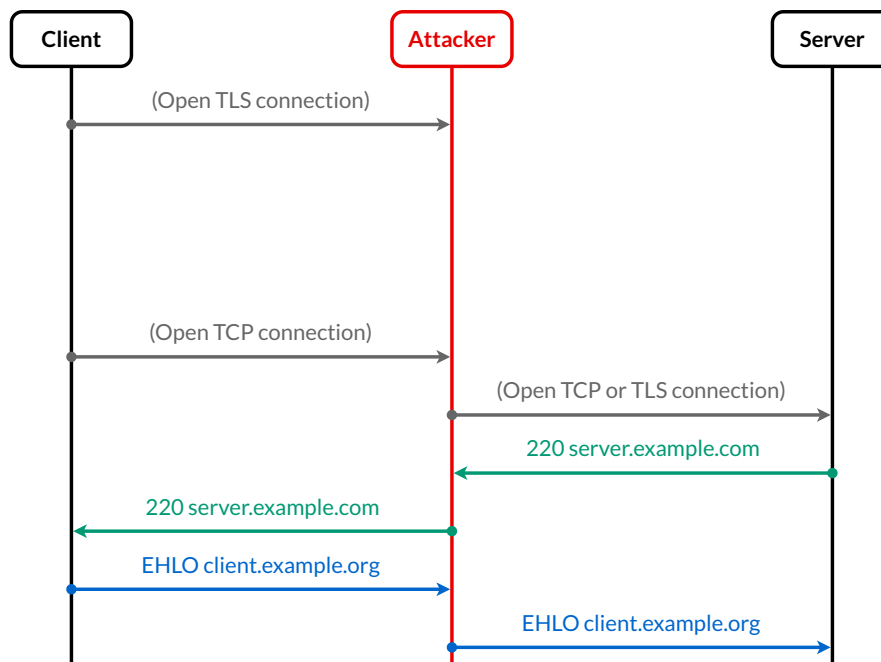 Client
Attacker
Server
(Open TLS connection)
(Open TCP connection)
(Open TCP or TLS connection)
220 server.example.com
220 server.example.com
EHLO client.example.org
EHLO client.example.org